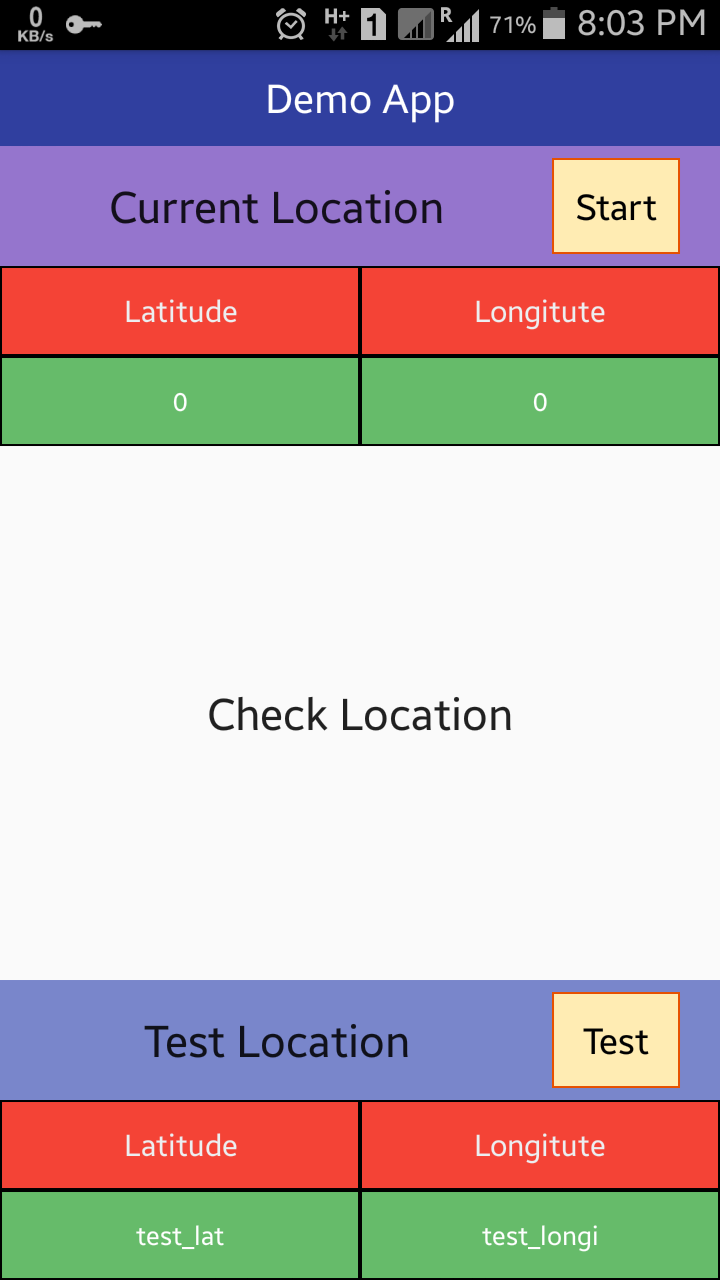 0 KB/s H+ 1 R 71% 8:03 PM
Demo App
Current Location Start
Latitude Longitute
0 0
Check Location
Test Location Test
Latitude Longitute
test_lat test_longi